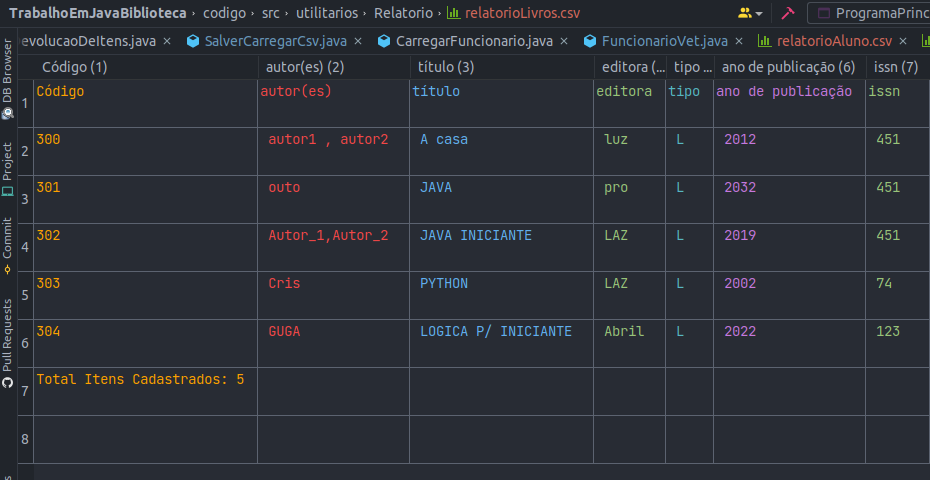 TrabalhoEmJavaBiblioteca › codigo › src › utilitarios › Relatorio › relatorioLivros.csv ProgramaPrinc
evolucaoDeItens.java × SalverCarregarCsv.java × CarregarFuncionario.java × FuncionarioVet.java × relatorioAluno.csv ×
DB Browser
Project
Commit
Pull Requests
Código (1) autor(es) (2) título (3) editora (... tipo ... ano de publicação (6) issn (7)
1 Código autor(es) título editora tipo ano de publicação issn
2 300 autor1 , autor2 A casa luz L 2012 451
3 301 outo JAVA pro L 2032 451
4 302 Autor_1,Autor_2 JAVA INICIANTE LAZ L 2019 451
5 303 Cris PYTHON LAZ L 2002 74
6 304 GUGA LOGICA P/ INICIANTE Abril L 2022 123
7 Total Itens Cadastrados: 5
8